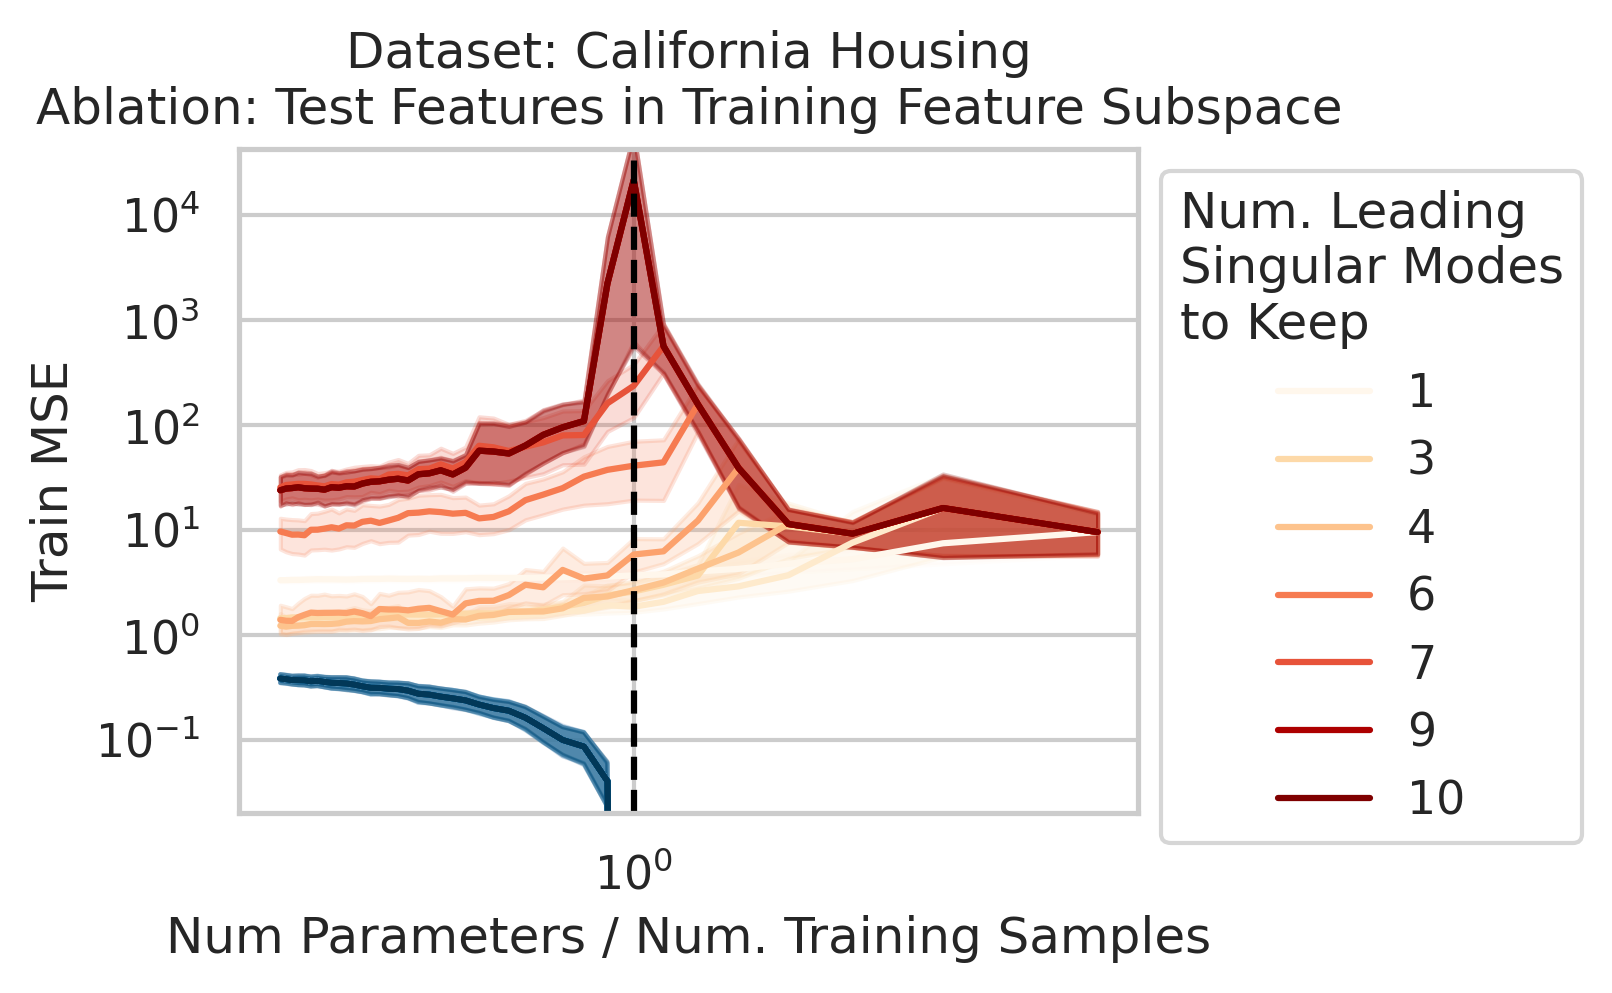 Dataset: California Housing
Ablation: Test Features in Training Feature Subspace
Train MSE
10⁴
10³
10²
10¹
10⁰
10⁻¹
10⁰
Num Parameters / Num. Training Samples
Num. Leading
Singular Modes
to Keep
1
3
4
6
7
9
10